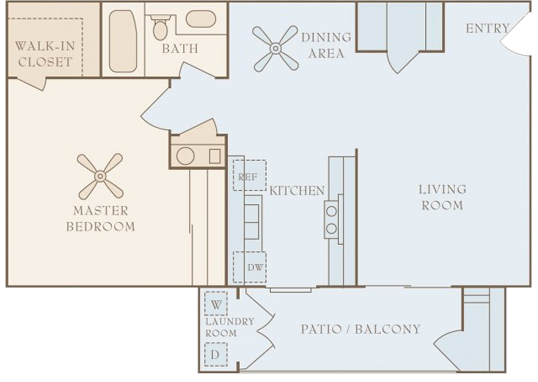 WALK-IN
CLOSET
BATH
DINING
AREA
ENTRY
REF
KITCHEN
LIVING
ROOM
MASTER
BEDROOM
DW
W
LAUNDRY
ROOM
D
PATIO / BALCONY